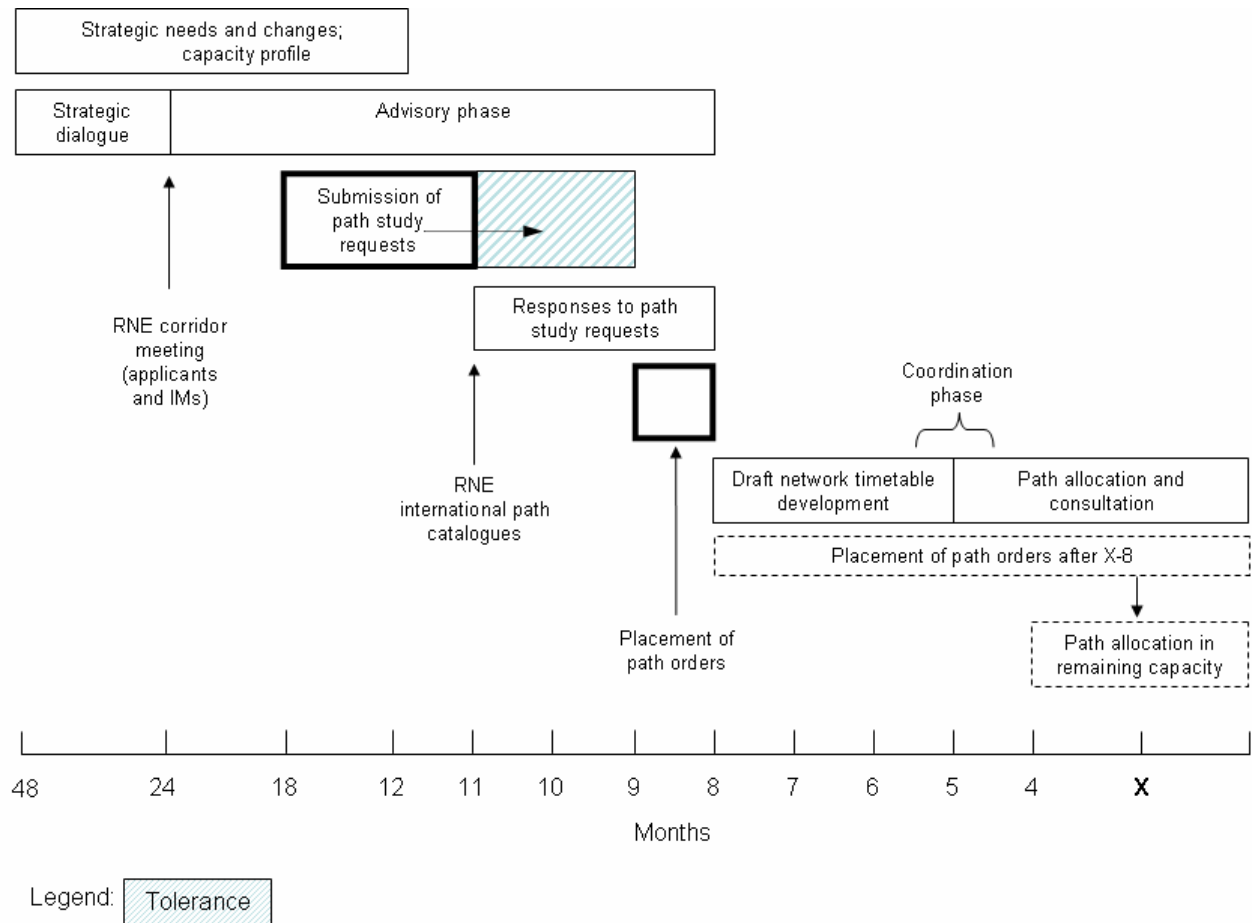 Strategic needs and changes;
capacity profile
Strategic
dialogue
Advisory phase
Submission of
path study
requests
Responses to path
study requests
RNE corridor
meeting
(applicants
and IMs)
Coordination
phase
RNE
international path
catalogues
Draft network timetable
development
Path allocation and
consultation
Placement of path orders after X-8
Placement of
path orders
Path allocation in
remaining capacity
48 24 18 12 11 10 9 8 7 6 5 4 X
Months
Legend: Tolerance